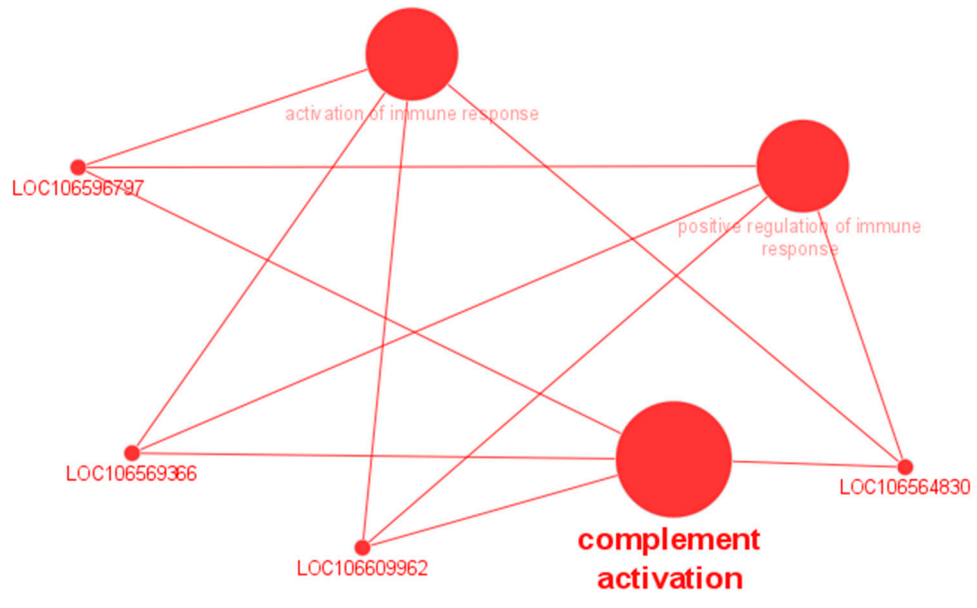 activation of immune response
LOC106596797
positive regulation of immune
response
LOC106569366
LOC106564830
complement
activation
LOC106609962